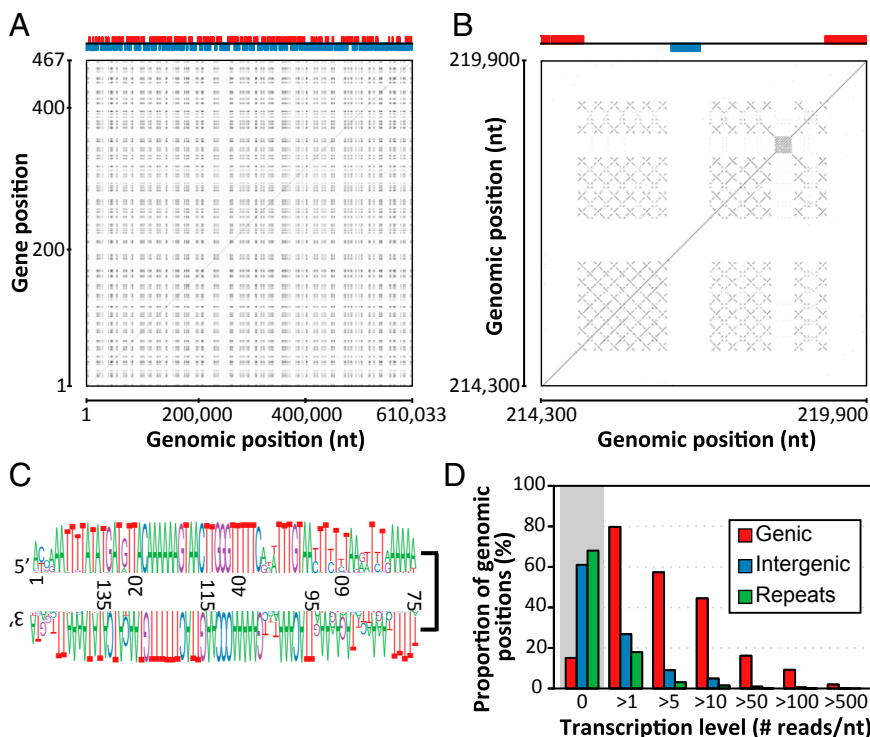 A
467
400
200
1
Gene position
1
200,000
400,000
610,033
Genomic position (nt)
B
219,900
214,300
Genomic position (nt)
214,300
219,900
Genomic position (nt)
C
5'
1
20
40
60
75
3'
135
115
95
D
Proportion of genomic
positions (%)
100
80
60
40
20
0
Genic
Intergenic
Repeats
0
>1
>5
>10
>50
>100
>500
Transcription level (# reads/nt)